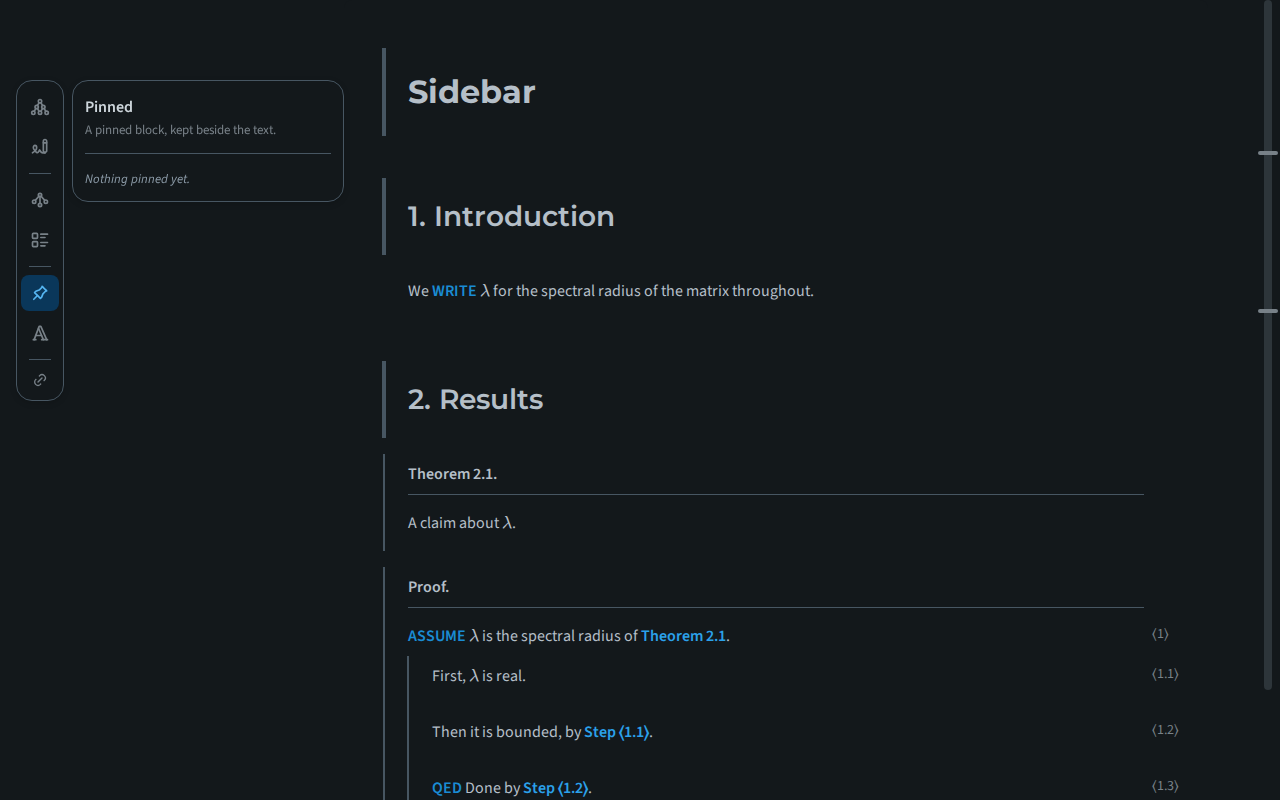 Pinned
A pinned block, kept beside the text.
Nothing pinned yet.
Sidebar
1. Introduction
We WRITE λ for the spectral radius of the matrix throughout.
2. Results
Theorem 2.1.
A claim about λ.
Proof.
ASSUME λ is the spectral radius of Theorem 2.1. ⟨1⟩
First, λ is real. ⟨1.1⟩
Then it is bounded, by Step ⟨1.1⟩. ⟨1.2⟩
QED Done by Step ⟨1.2⟩. ⟨1.3⟩